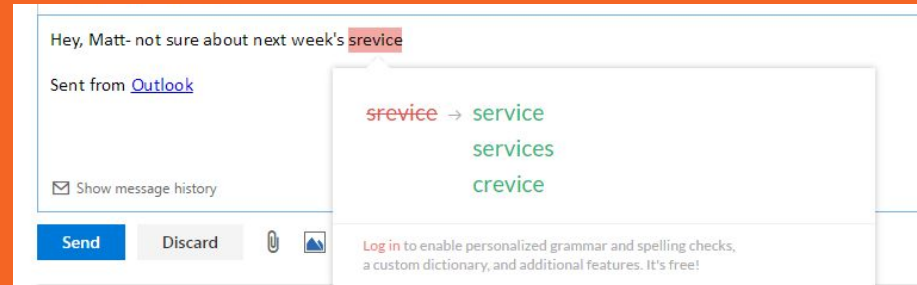 Hey, Matt- not sure about next week's srevice
Sent from Outlook
srevice → service
services
crevice
Show message history
Send Discard
Log in to enable personalized grammar and spelling checks,
a custom dictionary, and additional features. It's free!